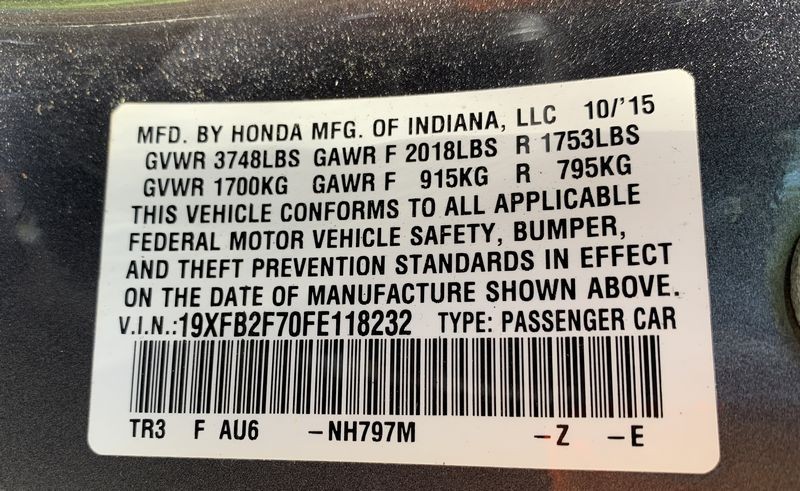 MFD. BY HONDA MFG. OF INDIANA, LLC 10/'15
GVWR 3748LBS GAWR F 2018LBS R 1753LBS
GVWR 1700KG GAWR F 915KG R 795KG
THIS VEHICLE CONFORMS TO ALL APPLICABLE
FEDERAL MOTOR VEHICLE SAFETY, BUMPER,
AND THEFT PREVENTION STANDARDS IN EFFECT
ON THE DATE OF MANUFACTURE SHOWN ABOVE.
V.I.N.:19XFB2F70FE118232 TYPE: PASSENGER CAR
TR3 F AU6 -NH797M -Z -E